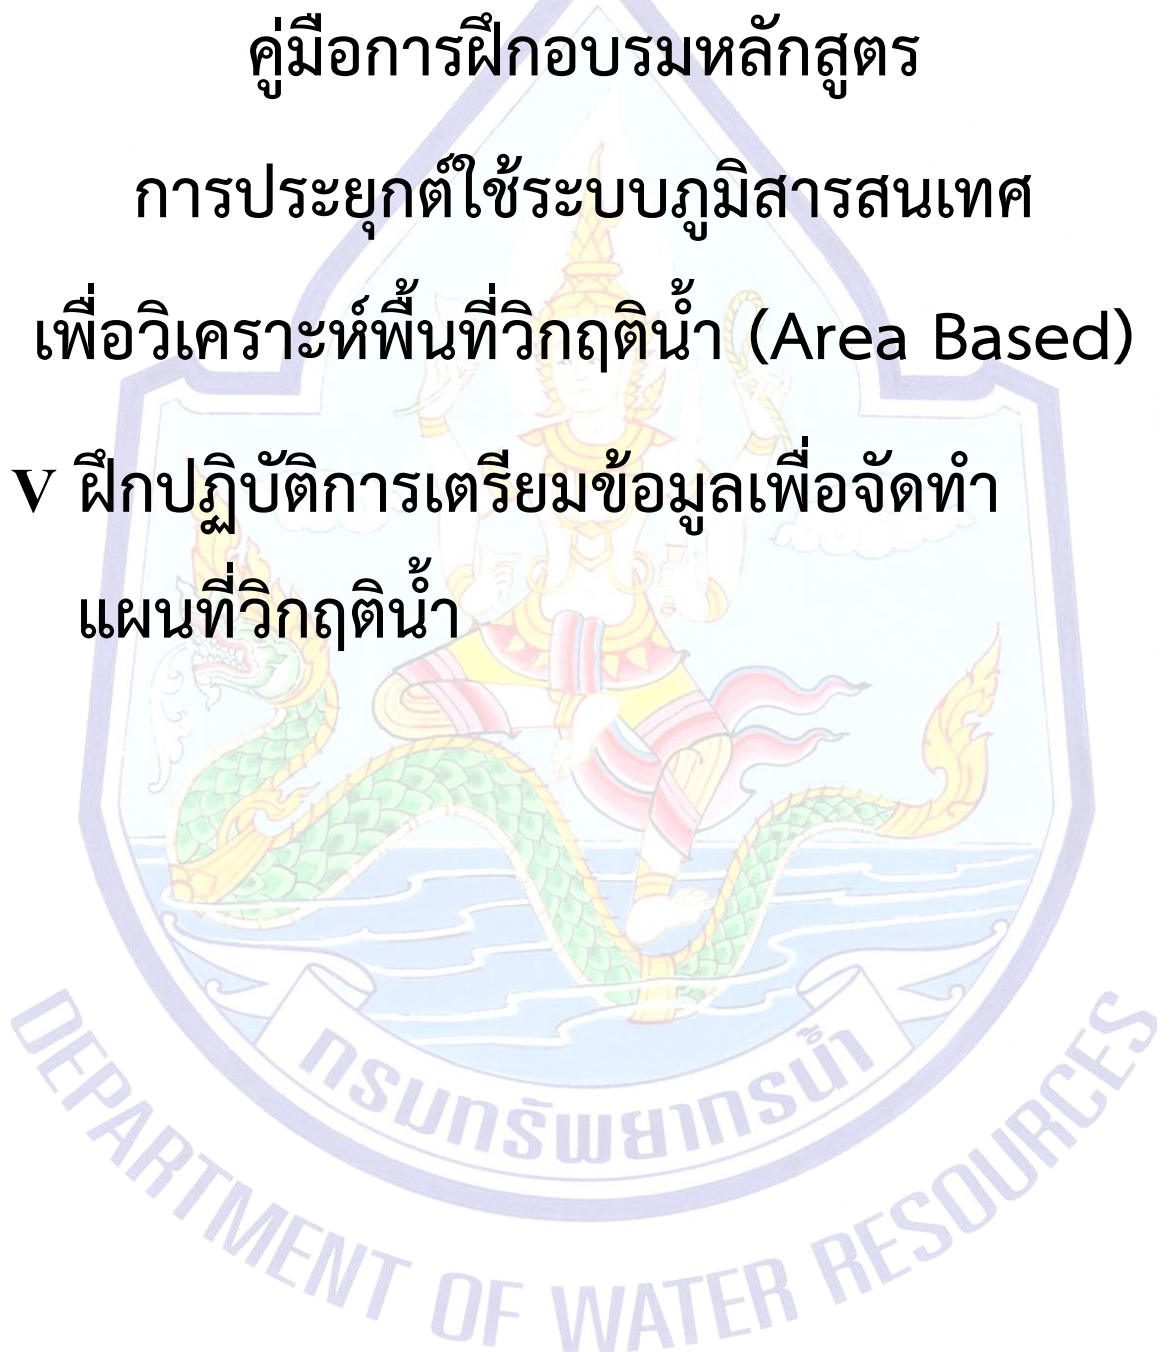 คู่มือการฝึกอบรมหลักสูตร
การประยุกต์ใช้ระบบภูมิสารสนเทศ
เพื่อวิเคราะห์พื้นที่วิกฤติน้ำ (Area Based)
V ฝึกปฏิบัติการเตรียมข้อมูลเพื่อจัดทำ
แผนที่วิกฤติน้ำ
กรมทรัพยากรน้ำ
DEPARTMENT OF WATER RESOURCES